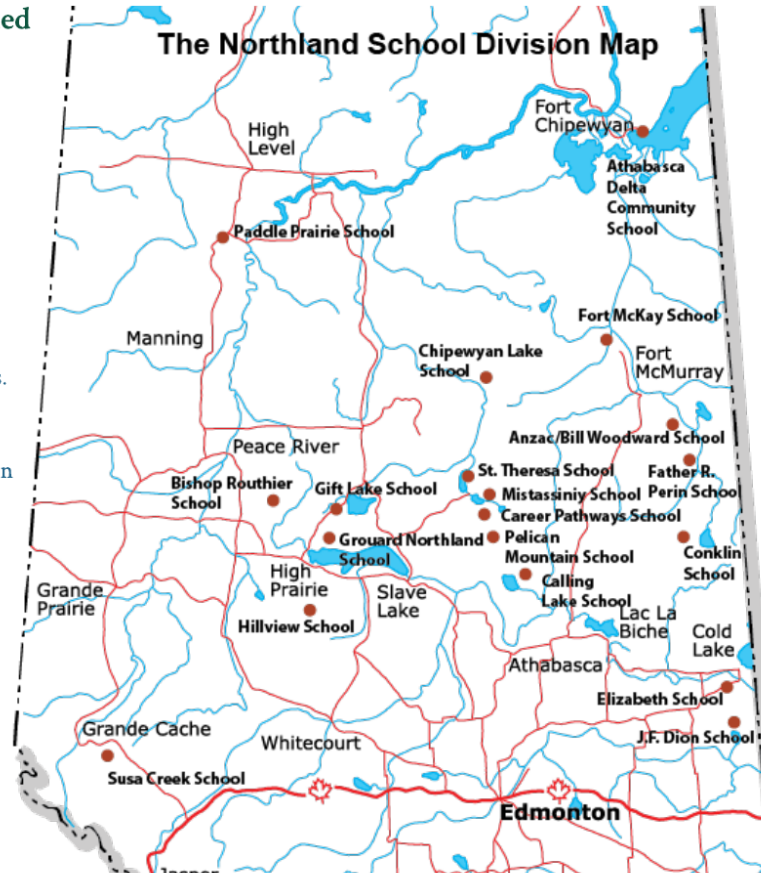 ed
The Northland School Division Map
Fort
Chipewyan
High
Level
Athabasca
Delta
Community
School
Paddle Prairie School
Fort McKay School
Manning
Chipewyan Lake
School
Fort
McMurray
s.
Anzac/Bill Woodward School
Peace River
n
St. Theresa School
Father R.
Perin School
Bishop Routhier
School
Gift Lake School
Mistassiniy School
Career Pathways School
Grouard Northland
School
Pelican
Mountain School
Conklin
School
High
Prairie
Calling
Lake School
Grande
Prairie
Slave
Lake
Hillview School
Lac La
Biche
Cold
Lake
Athabasca
Elizabeth School
Grande Cache
Whitecourt
J.F. Dion School
Susa Creek School
Edmonton
Jasper